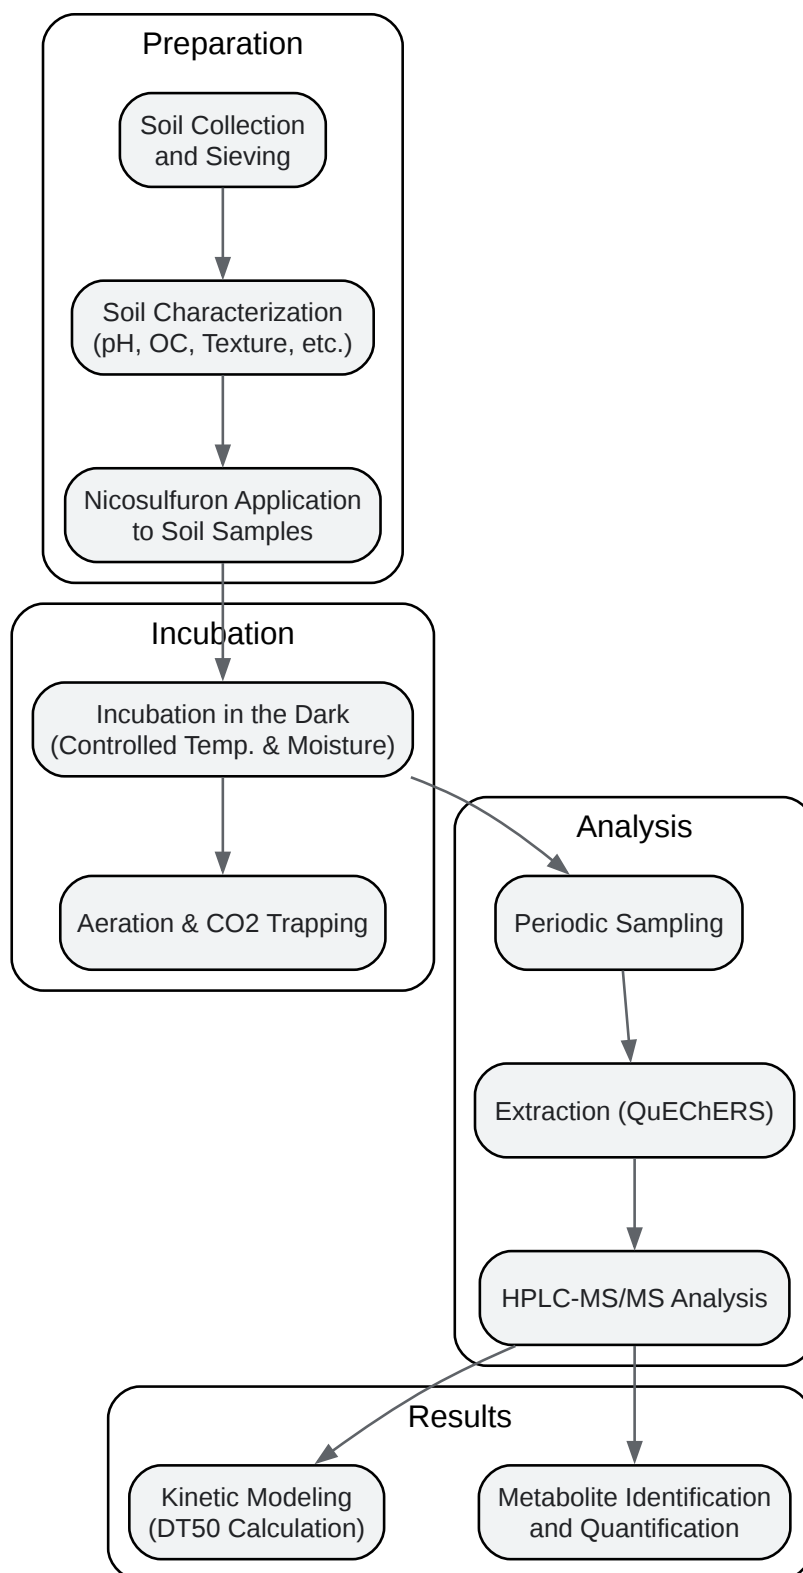 Preparation
Soil Collection
and Sieving
Soil Characterization
(pH, OC, Texture, etc.)
Nicosulfuron Application
to Soil Samples
Incubation
Incubation in the Dark
(Controlled Temp. & Moisture)
Aeration & CO2 Trapping
Analysis
Periodic Sampling
Extraction (QuEChERS)
HPLC-MS/MS Analysis
Results
Kinetic Modeling
(DT50 Calculation)
Metabolite Identification
and Quantification